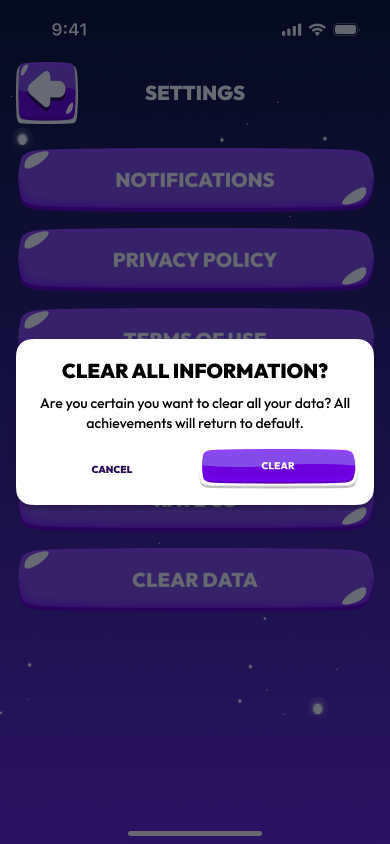 9:41
SETTINGS
NOTIFICATIONS
PRIVACY POLICY
TERMS OF USE
CLEAR ALL INFORMATION?
Are you certain you want to clear all your data? All
achievements will return to default.
CANCEL
CLEAR
CLEAR DATA